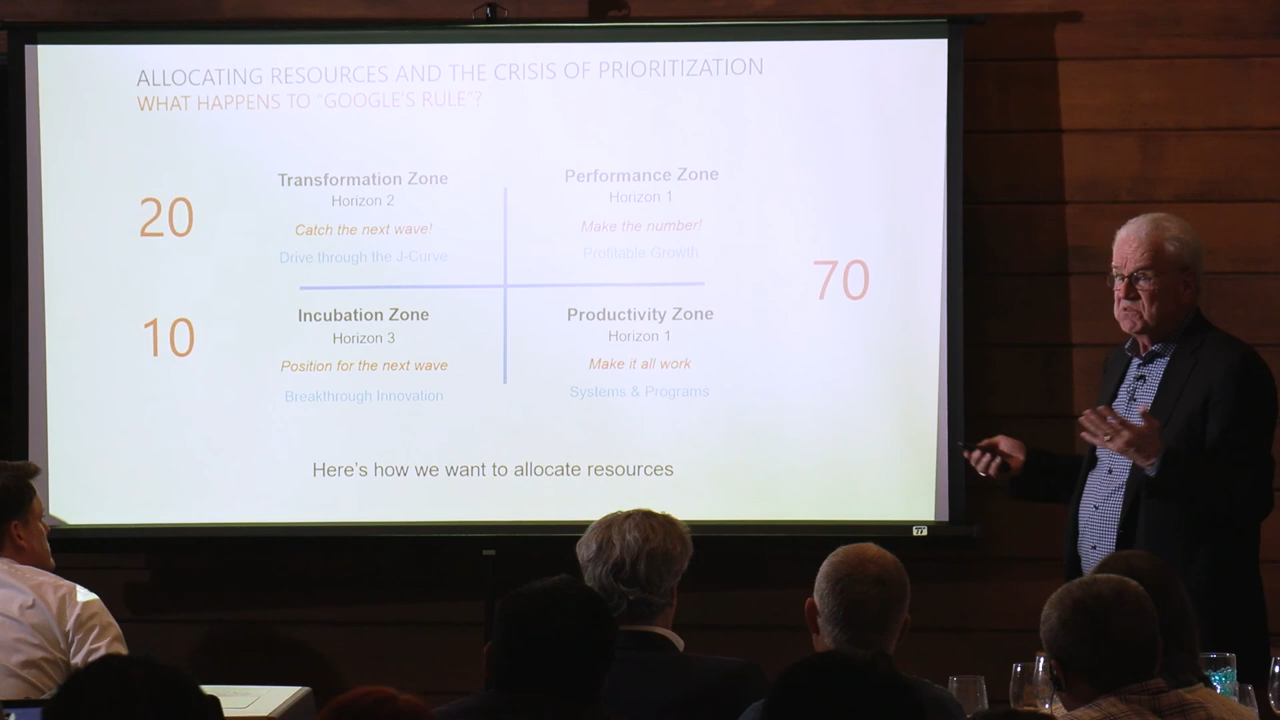 ALLOCATING RESOURCES AND THE CRISIS OF PRIORITIZATION
WHAT HAPPENS TO "GOOGLE'S RULE"?
20
Transformation Zone
Horizon 2
Catch the next wave!
Drive through the J-Curve
Performance Zone
Horizon 1
Make the number!
Profitable Growth
70
10
Incubation Zone
Horizon 3
Position for the next wave
Breakthrough Innovation
Productivity Zone
Horizon 1
Make it all work
Systems & Programs
Here's how we want to allocate resources